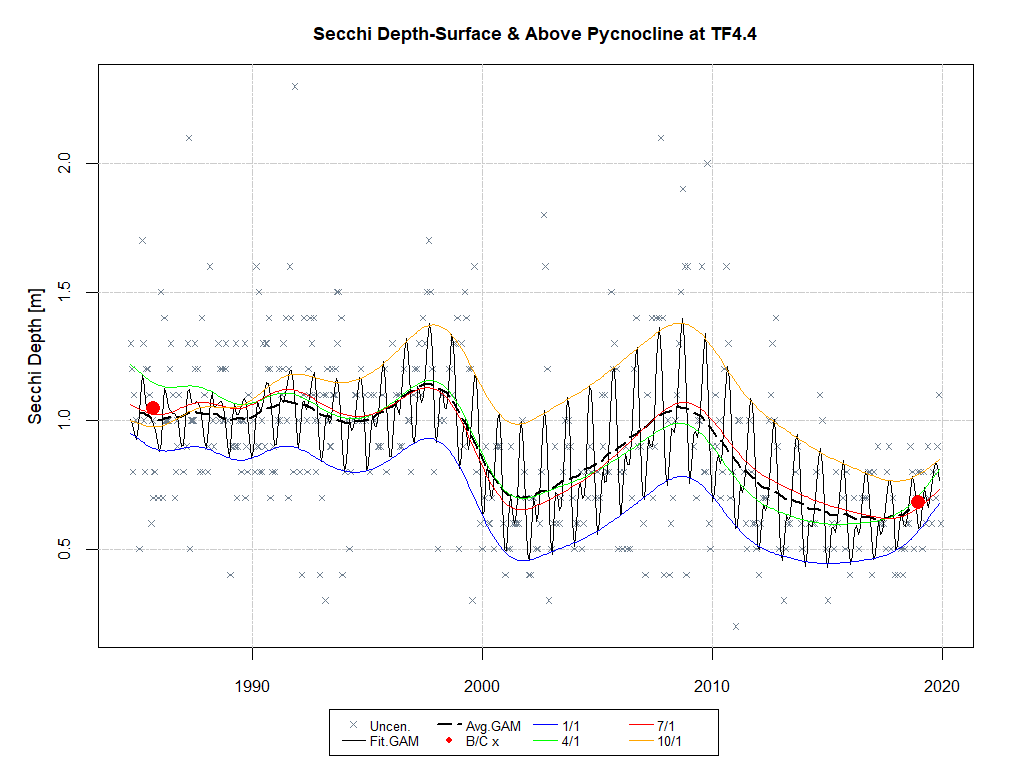 Secchi Depth-Surface & Above Pycnocline at TF4.4
Secchi Depth [m]
2.0
1.5
1.0
0.5
1990 2000 2010 2020
Uncen. Avg.GAM 1/1 7/1
Fit.GAM B/C x 4/1 10/1